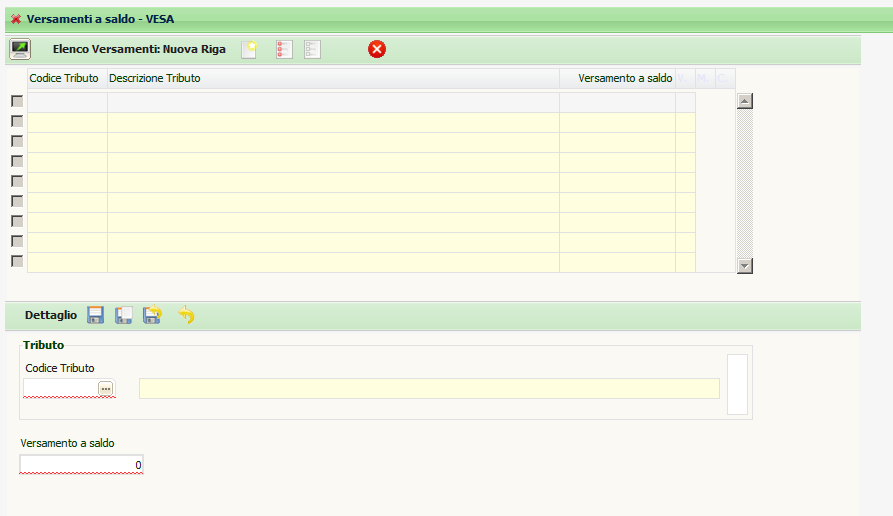 Versamenti a saldo - VESA
Elenco Versamenti: Nuova Riga
Codice Tributo Descrizione Tributo Versamento a saldo V. M. C.
Dettaglio
Tributo
Codice Tributo
...
Versamento a saldo
0